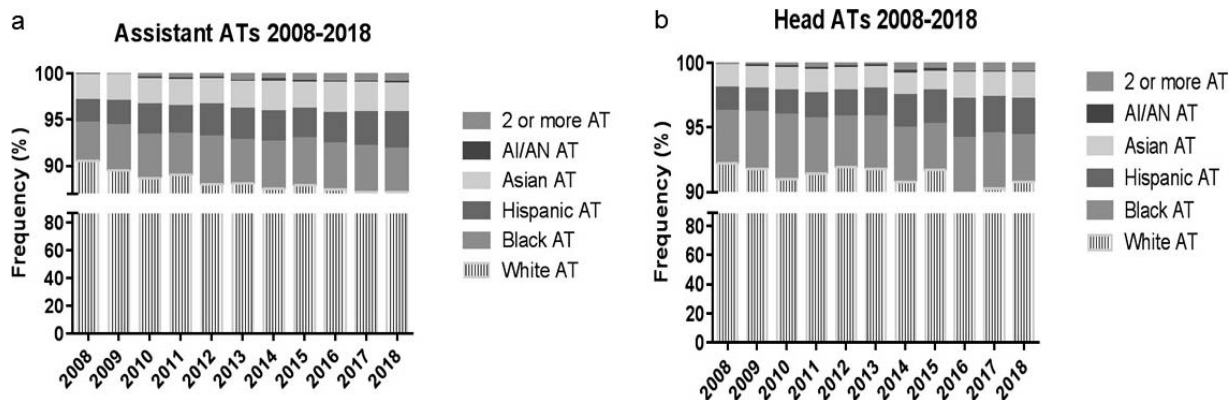 a
Assistant ATs 2008-2018
Frequency (%)
100
95
90
80
60
40
20
0
2008
2009
2010
2011
2012
2013
2014
2015
2016
2017
2018
2 or more AT
AI/AN AT
Asian AT
Hispanic AT
Black AT
White AT
b
Head ATs 2008-2018
Frequency (%)
100
95
90
80
60
40
20
0
2008
2009
2010
2011
2012
2013
2014
2015
2016
2017
2018
2 or more AT
AI/AN AT
Asian AT
Hispanic AT
Black AT
White AT